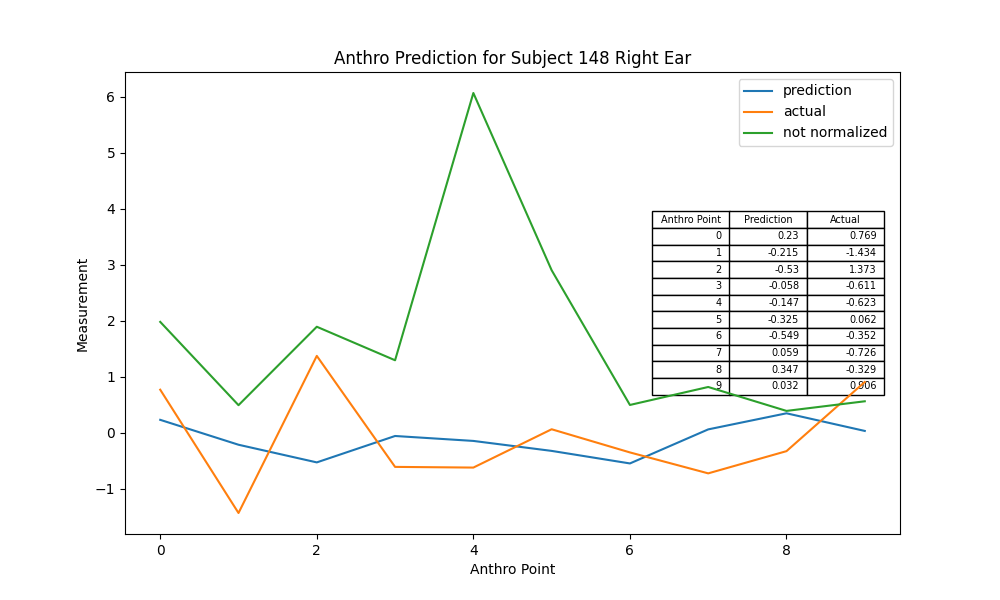 Anthro Prediction for Subject 148 Right Ear
prediction
actual
not normalized
Measurement
6
5
4
3
2
1
0
−1
Anthro Point Prediction Actual
0 0.23 0.769
1 -0.215 -1.434
2 -0.53 1.373
3 -0.058 -0.611
4 -0.147 -0.623
5 -0.325 0.062
6 -0.549 -0.352
7 0.059 -0.726
8 0.347 -0.329
9 0.032 0.906
0 2 4 6 8
Anthro Point